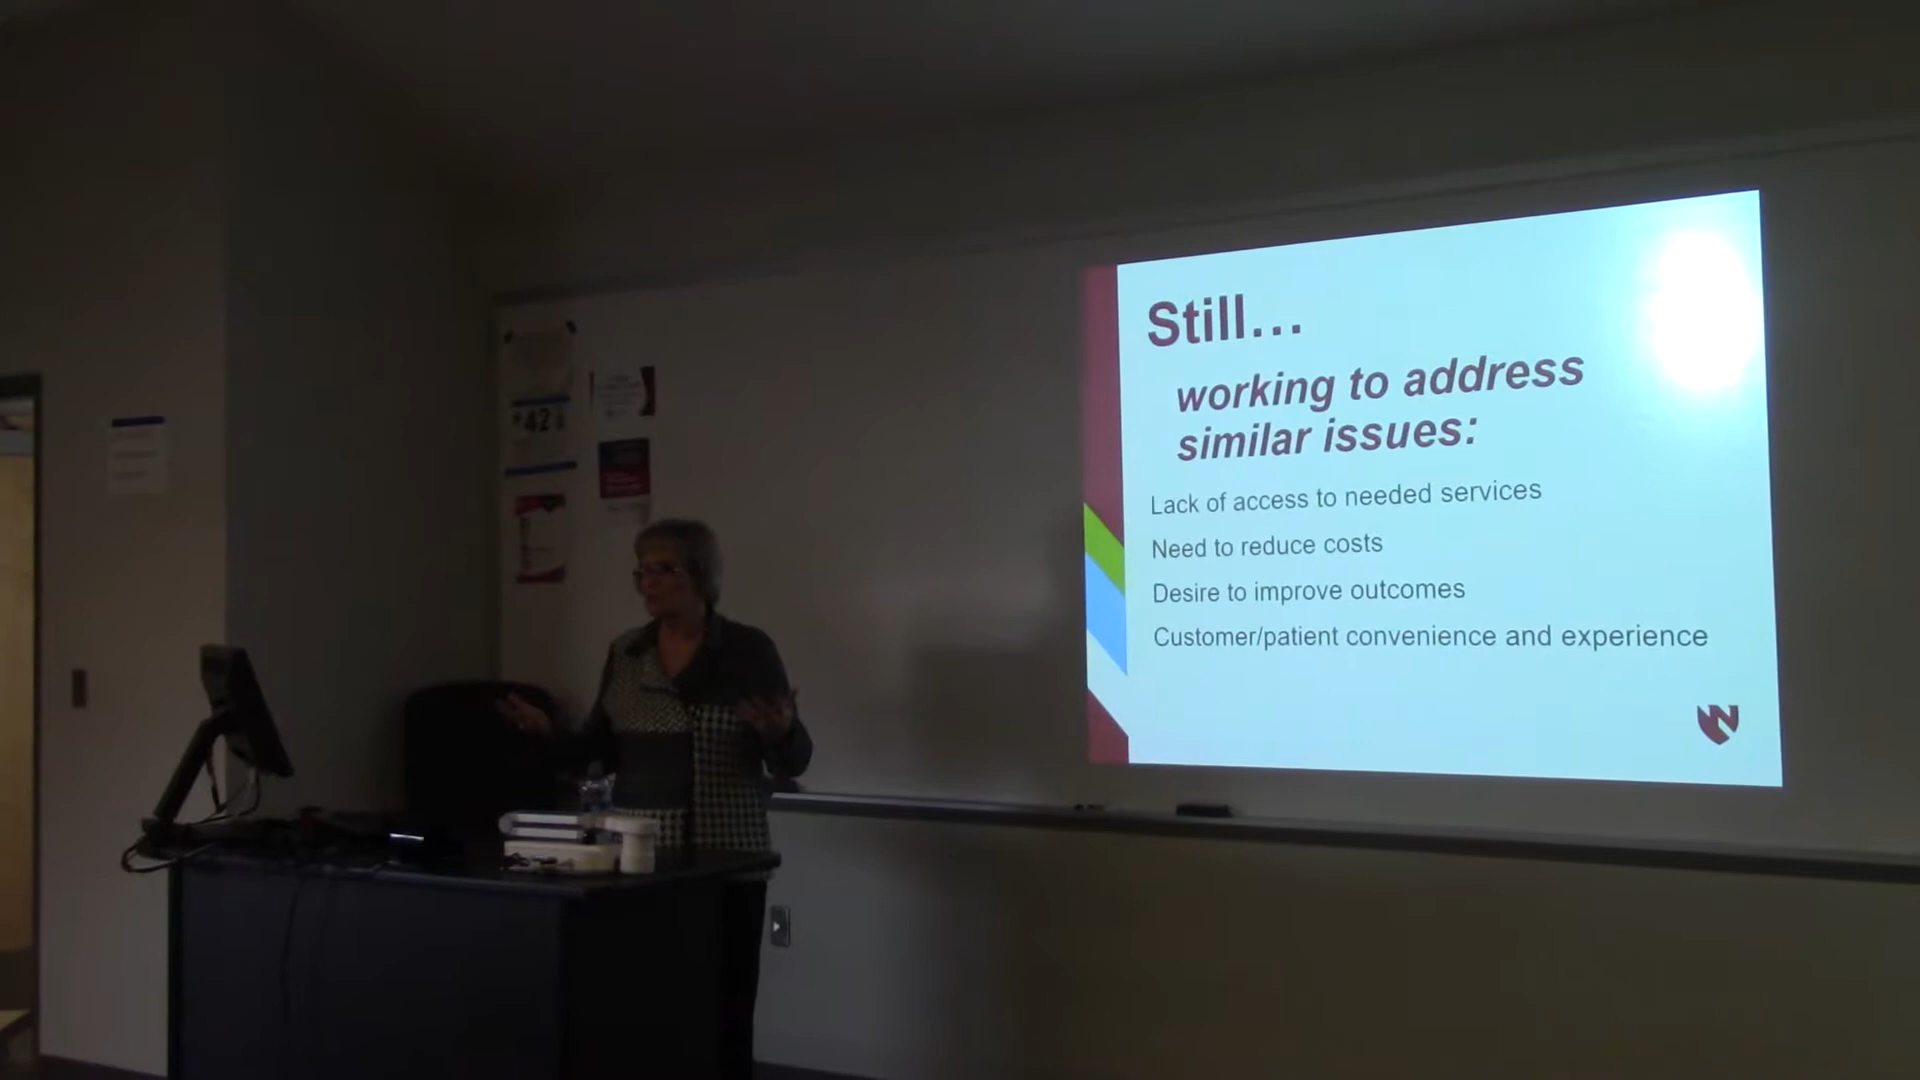 Still...
working to address
similar issues:
Lack of access to needed services
Need to reduce costs
Desire to improve outcomes
Customer/patient convenience and experience
42